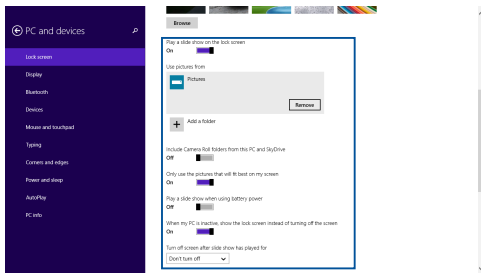 PC and devices
Lock screen
Display
Bluetooth
Devices
Mouse and touchpad
Typing
Corners and edges
Power and sleep
AutoPlay
PC info
Browse
Play a slide show on the lock screen
On
Use pictures from
Pictures
Remove
Add a folder
Include Camera Roll folders from this PC and SkyDrive
Off
Only use the pictures that will fit best on my screen
On
Play a slide show when using battery power
Off
When my PC is inactive, show the lock screen instead of turning off the screen
On
Turn off screen after slide show has played for
Don't turn off